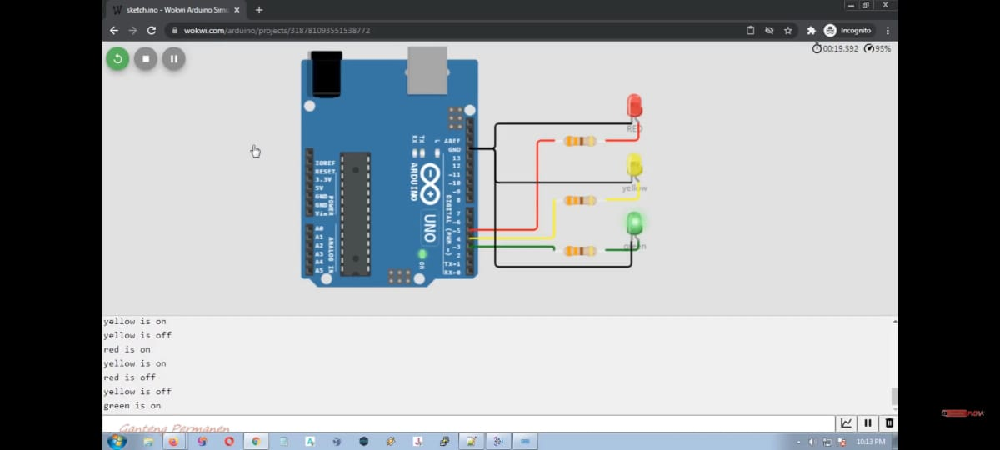 sketch.ino - Wokwi Arduino Simu
wokwi.com/arduino/projects/318781093551538772
Incognito
00:19.592 95%
RED
yellow
green
AREF
GND
13
12
~11
~10
~9
8
7
~6
~5
4
~3
2
TX→1
RX←0
DIGITAL (PWM ~)
RX
TX
L
ARDUINO
UNO
ON
IOREF
RESET
3.3V
5V
GND
GND
Vin
POWER
A0
A1
A2
A3
A4
A5
ANALOG IN
yellow is on
yellow is off
red is on
yellow is on
red is off
yellow is off
green is on
Ganteng Permanen
10:13 PM